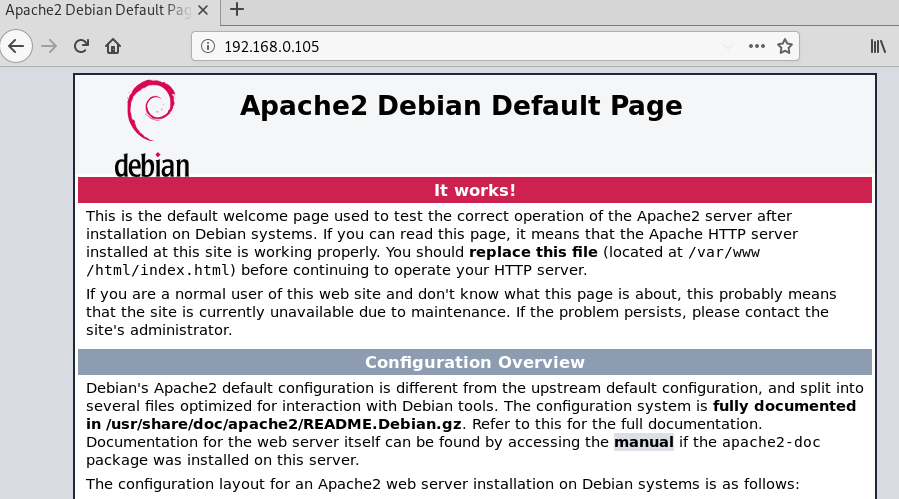 Apache2 Debian Default Pag
192.168.0.105
debian
Apache2 Debian Default Page
It works!
This is the default welcome page used to test the correct operation of the Apache2 server after
installation on Debian systems. If you can read this page, it means that the Apache HTTP server
installed at this site is working properly. You should replace this file (located at /var/www
/html/index.html) before continuing to operate your HTTP server.
If you are a normal user of this web site and don't know what this page is about, this probably means
that the site is currently unavailable due to maintenance. If the problem persists, please contact the
site's administrator.
Configuration Overview
Debian's Apache2 default configuration is different from the upstream default configuration, and split into
several files optimized for interaction with Debian tools. The configuration system is fully documented
in /usr/share/doc/apache2/README.Debian.gz. Refer to this for the full documentation.
Documentation for the web server itself can be found by accessing the manual if the apache2-doc
package was installed on this server.
The configuration layout for an Apache2 web server installation on Debian systems is as follows: